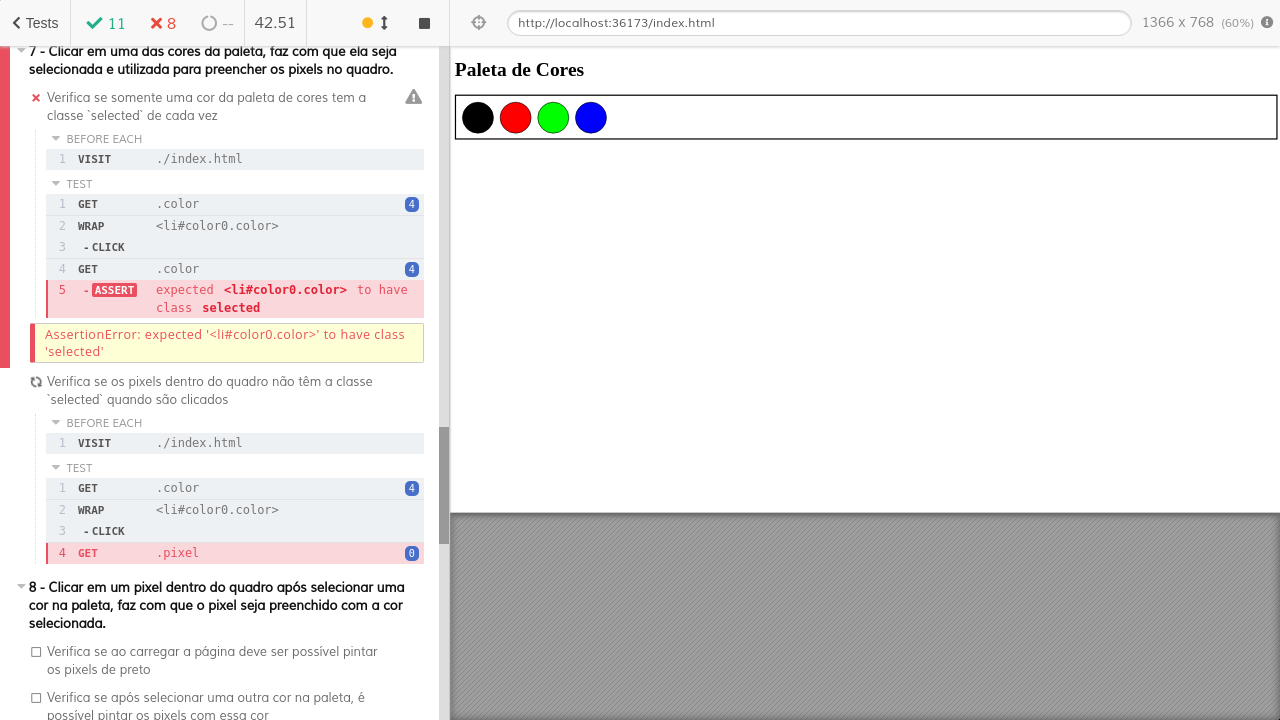 Tests 11 8 -- 42.51 http://localhost:36173/index.html 1366 x 768 (60%)
7 - Clicar em uma das cores da paleta, faz com que ela seja
selecionada e utilizada para preencher os pixels no quadro.
Verifica se somente uma cor da paleta de cores tem a
classe `selected` de cada vez
BEFORE EACH
1 VISIT ./index.html
TEST
1 GET .color 4
2 WRAP <li#color0.color>
3 -CLICK
4 GET .color 4
5 -ASSERT expected <li#color0.color> to have
class selected
AssertionError: expected '<li#color0.color>' to have class
'selected'
Verifica se os pixels dentro do quadro não têm a classe
`selected` quando são clicados
BEFORE EACH
1 VISIT ./index.html
TEST
1 GET .color 4
2 WRAP <li#color0.color>
3 -CLICK
4 GET .pixel 0
8 - Clicar em um pixel dentro do quadro após selecionar uma
cor na paleta, faz com que o pixel seja preenchido com a cor
selecionada.
Verifica se ao carregar a página deve ser possível pintar
os pixels de preto
Verifica se após selecionar uma outra cor na paleta, é
possível pintar os pixels com essa cor
Paleta de Cores